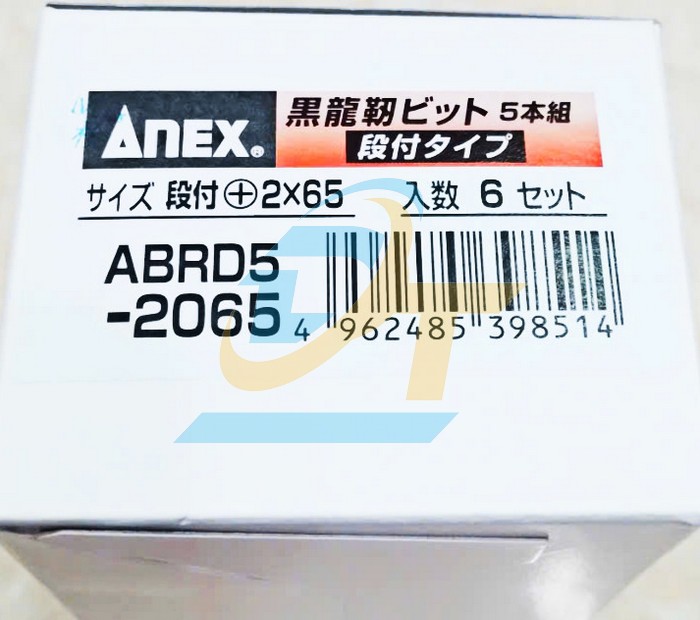 ANEX®
黒龍靭ビット 5本組
段付タイプ
サイズ 段付⊕2×65 入数 6 セット
ABRD5
-2065
4 962485 398514